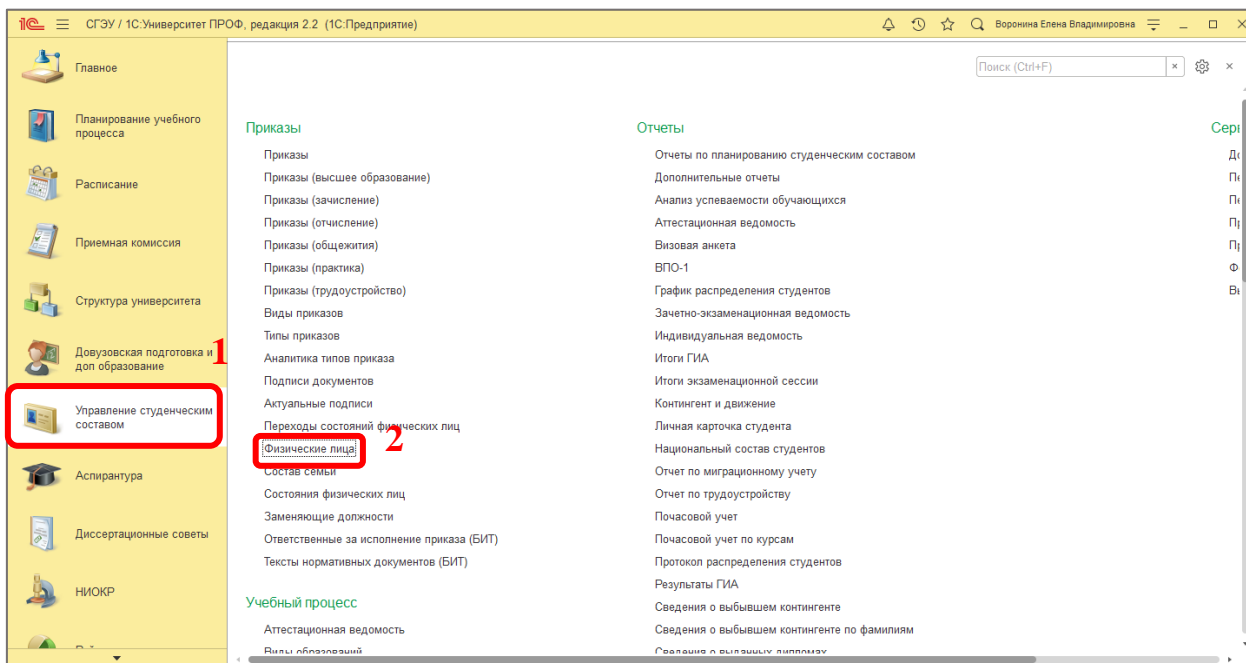 1С СГЭУ / 1С:Университет ПРОФ, редакция 2.2 (1С:Предприятие)
Воронина Елена Владимировна
Поиск (Ctrl+F)
Главное
Планирование учебного
процесса
Расписание
Приемная комиссия
Структура университета
Довузовская подготовка и
доп образование
1
Управление студенческим
составом
Аспирантура
Диссертационные советы
НИОКР
Приказы
Приказы
Приказы (высшее образование)
Приказы (зачисление)
Приказы (отчисление)
Приказы (общежития)
Приказы (практика)
Приказы (трудоустройство)
Виды приказов
Типы приказов
Аналитика типов приказа
Подписи документов
Актуальные подписи
Переходы состояний физических лиц
Физические лица
2
Состав семьи
Состояния физических лиц
Заменяющие должности
Ответственные за исполнение приказа (БИТ)
Тексты нормативных документов (БИТ)
Учебный процесс
Аттестационная ведомость
Виды образований
Отчеты
Отчеты по планированию студенческим составом
Дополнительные отчеты
Анализ успеваемости обучающихся
Аттестационная ведомость
Визовая анкета
ВПО-1
График распределения студентов
Зачетно-экзаменационная ведомость
Индивидуальная ведомость
Итоги ГИА
Итоги экзаменационной сессии
Контингент и движение
Личная карточка студента
Национальный состав студентов
Отчет по миграционному учету
Отчет по трудоустройству
Почасовой учет
Почасовой учет по курсам
Протокол распределения студентов
Результаты ГИА
Сведения о выбывшем контингенте
Сведения о выбывшем контингенте по фамилиям
Сведения о выданных дипломах